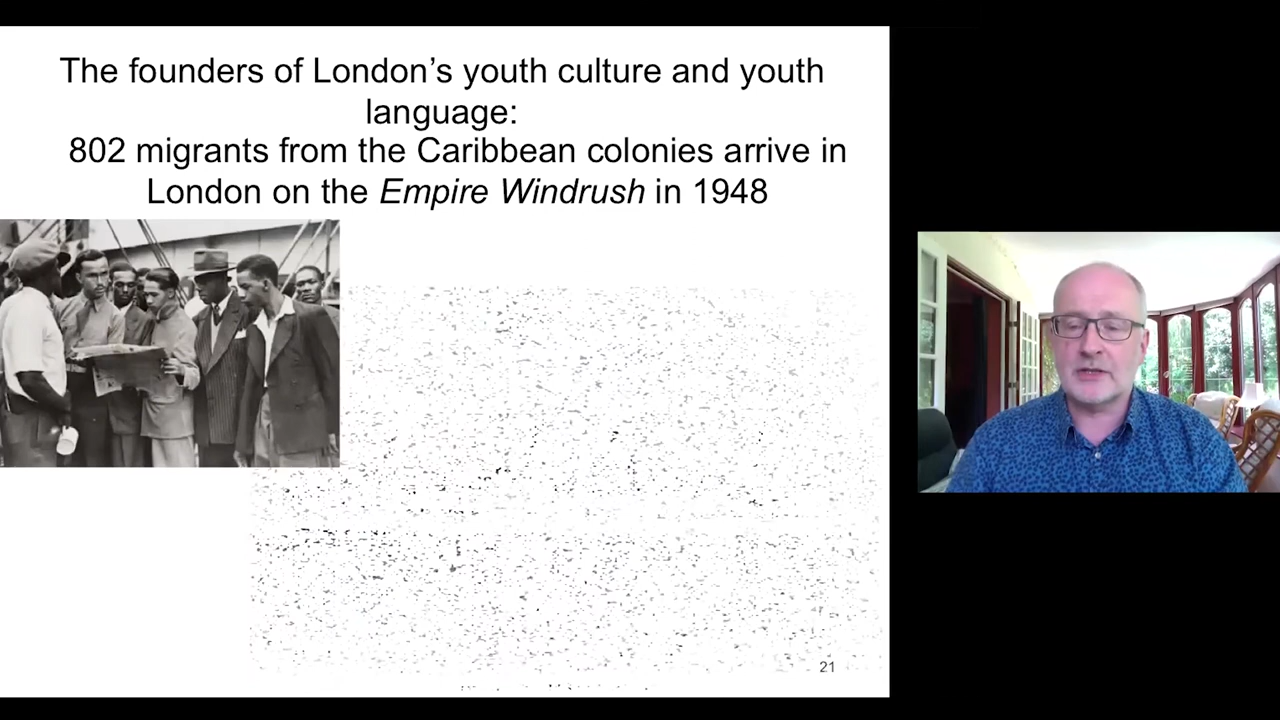 The founders of London’s youth culture and youth
language:
802 migrants from the Caribbean colonies arrive in
London on the Empire Windrush in 1948
21